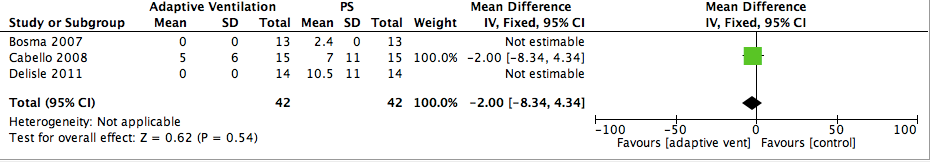 Adaptive Ventilation PS Mean Difference Mean Difference
Study or Subgroup Mean SD Total Mean SD Total Weight IV, Fixed, 95% CI IV, Fixed, 95% CI
Bosma 2007 0 0 13 2.4 0 13 Not estimable
Cabello 2008 5 6 15 7 11 15 100.0% −2.00 [−8.34, 4.34]
Delisle 2011 0 0 14 10.5 11 14 Not estimable
Total (95% CI) 42 42 100.0% −2.00 [−8.34, 4.34]
Heterogeneity: Not applicable
Test for overall effect: Z = 0.62 (P = 0.54)
−100 −50 0 50 100
Favours [adaptive vent] Favours [control]